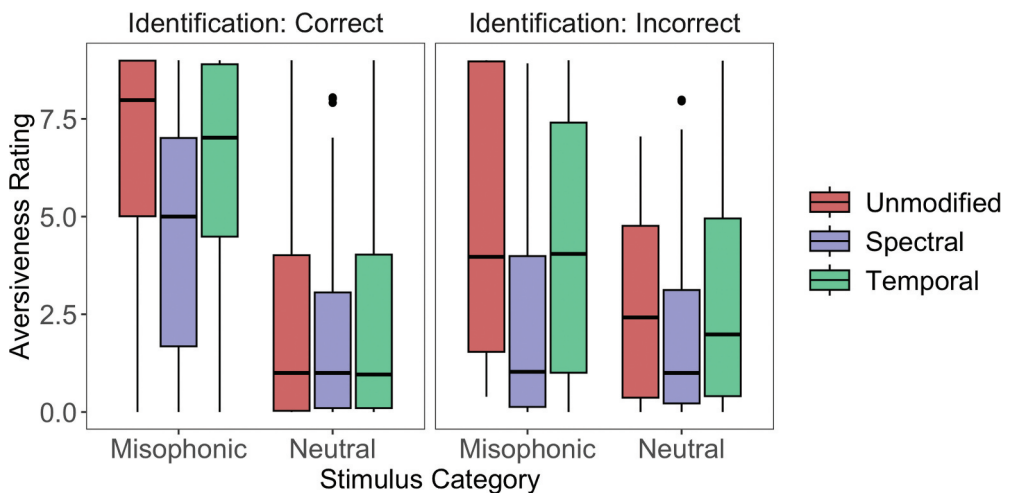 Identification: Correct
Identification: Incorrect
Aversiveness Rating
7.5
5.0
2.5
0.0
Misophonic
Neutral
Misophonic
Neutral
Stimulus Category
Unmodified
Spectral
Temporal